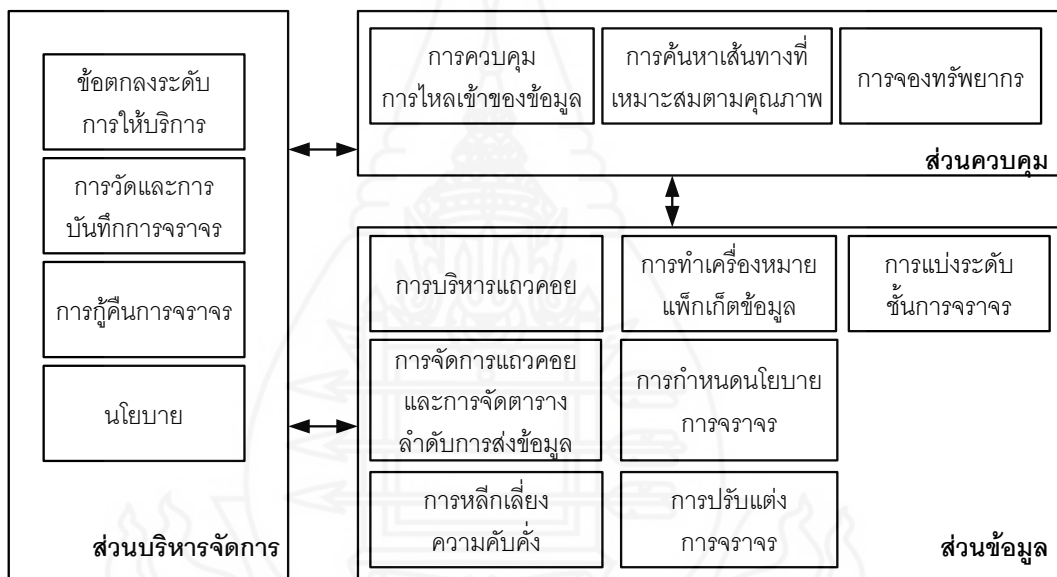 ข้อตกลงระดับ
การให้บริการ
การวัดและการ
บันทึกการจราจร
การกู้คืนการจราจร
นโยบาย
ส่วนบริหารจัดการ
การควบคุม
การไหลเข้าของข้อมูล
การค้นหาเส้นทางที่
เหมาะสมตามคุณภาพ
การจองทรัพยากร
ส่วนควบคุม
การบริหารแถวคอย
การทำเครื่องหมาย
แพ็กเก็ตข้อมูล
การแบ่งระดับ
ชั้นการจราจร
การจัดการแถวคอย
และการจัดตาราง
ลำดับการส่งข้อมูล
การกำหนดนโยบาย
การจราจร
การหลีกเลี่ยง
ความคับคั่ง
การปรับแต่ง
การจราจร
ส่วนข้อมูล